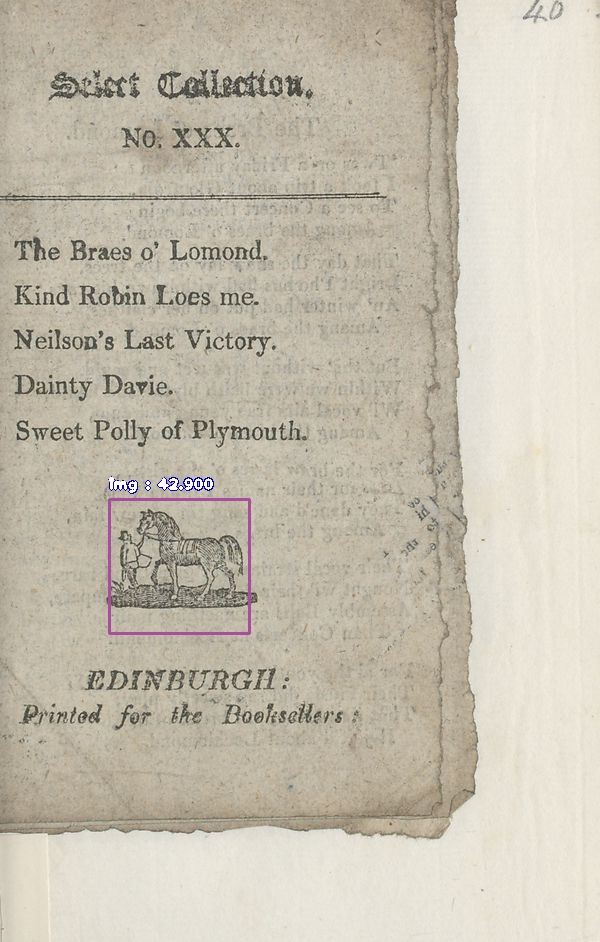 40
Select Collection.
NO. XXX.
The Braes o' Lomond.
Kind Robin Loes me.
Neilson's Last Victory.
Dainty Davie.
Sweet Polly of Plymouth.
img : 42.900
EDINBURGH:
Printed for the Booksellers: